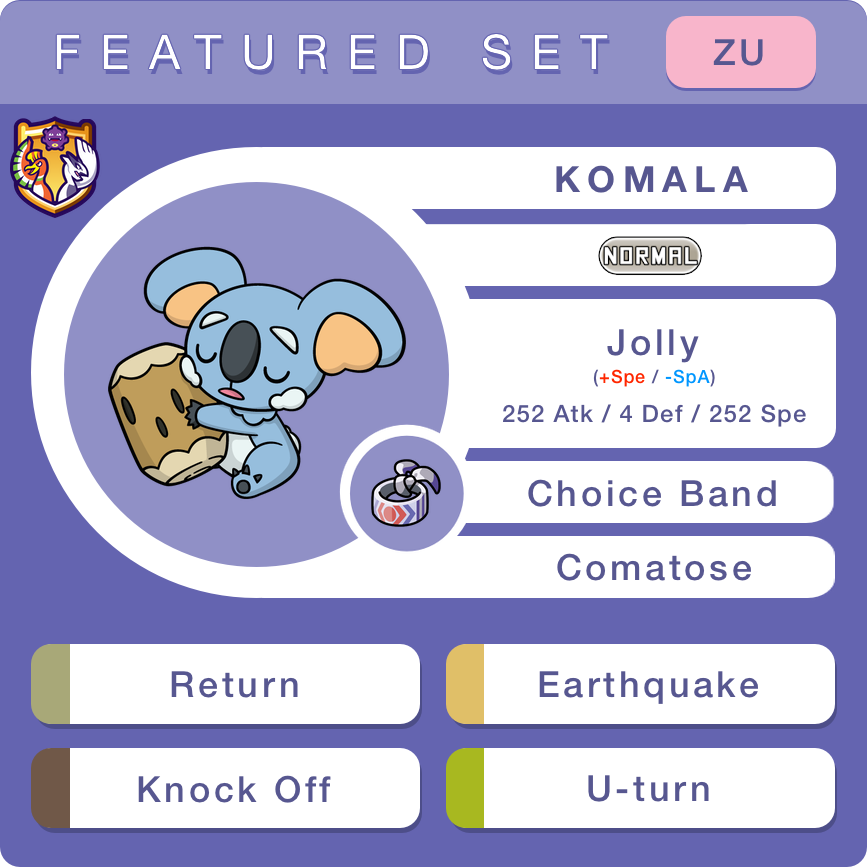 FEATURED SET
ZU
KOMALA
NORMAL
Jolly
(+Spe / -SpA)
252 Atk / 4 Def / 252 Spe
Choice Band
Comatose
Return
Earthquake
Knock Off
U-turn